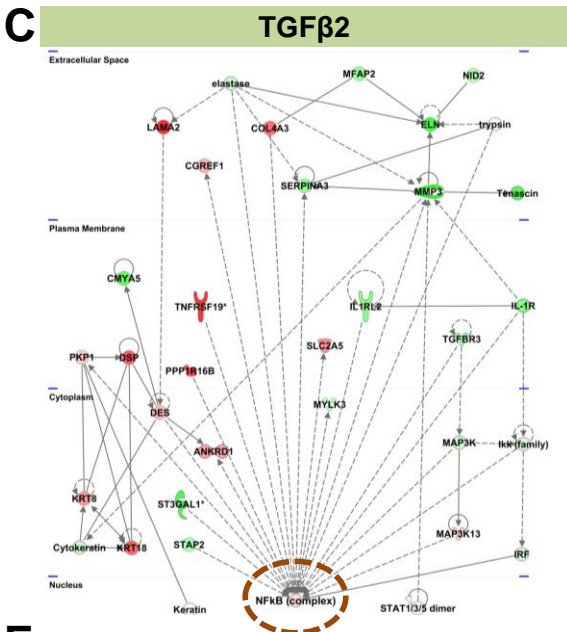 C
TGFβ2
Extracellular Space
MFAP2
NID2
elastase
LAMA2
COL4A3
ELN
trypsin
CGREF1
SERPINA3
MMP3
Tenascin
Plasma Membrane
CMYA5
TNFRSF19*
IL1RL2
IL-1R
TGFBR3
SLC2A5
PKP1
DSP
PPP1R16B
Cytoplasm
DES
MYLK3
MAP3K
Ikk (family)
ANKRD1
KRT8
ST3GAL1*
MAP3K13
Cytokeratin
KRT18
STAP2
IRF
Nucleus
Keratin
NFkB (complex)
STAT1/3/5 dimer